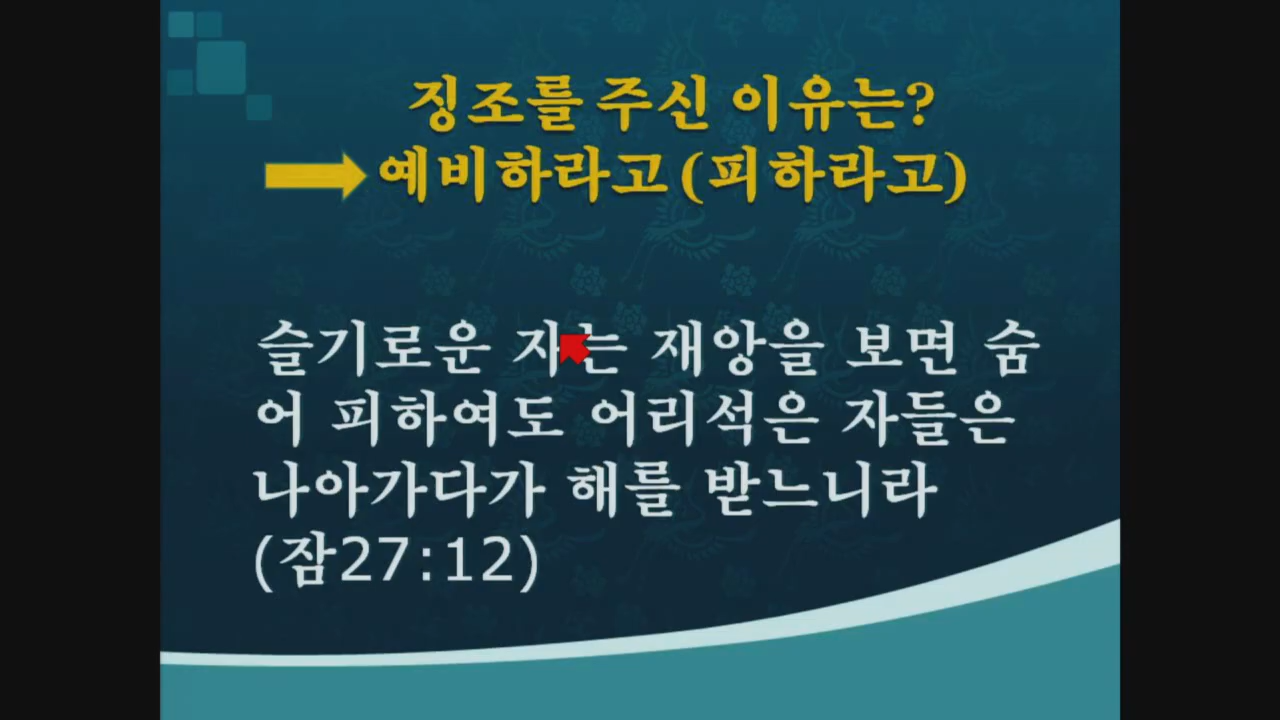 징조를 주신 이유는?
예비하라고(피하라고)
슬기로운 자는 재앙을 보면 숨
어 피하여도 어리석은 자들은
나아가다가 해를 받느니라
(잠27:12)